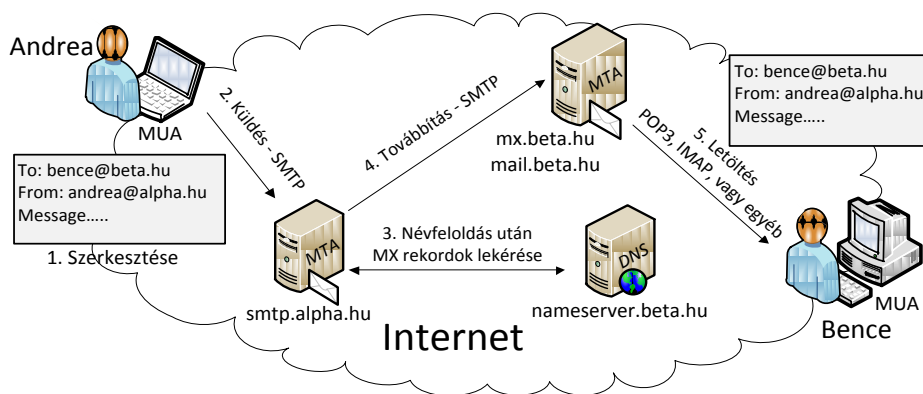 Andrea
MUA
To: bence@beta.hu
From: andrea@alpha.hu
Message…..
1. Szerkesztése
2. Küldés - SMTP
MTA
smtp.alpha.hu
3. Névfeloldás után
MX rekordok lekérése
DNS
nameserver.beta.hu
4. Továbbítás - SMTP
MTA
mx.beta.hu
mail.beta.hu
5. Letöltés
POP3, IMAP, vagy egyéb
To: bence@beta.hu
From: andrea@alpha.hu
Message…..
MUA
Bence
Internet